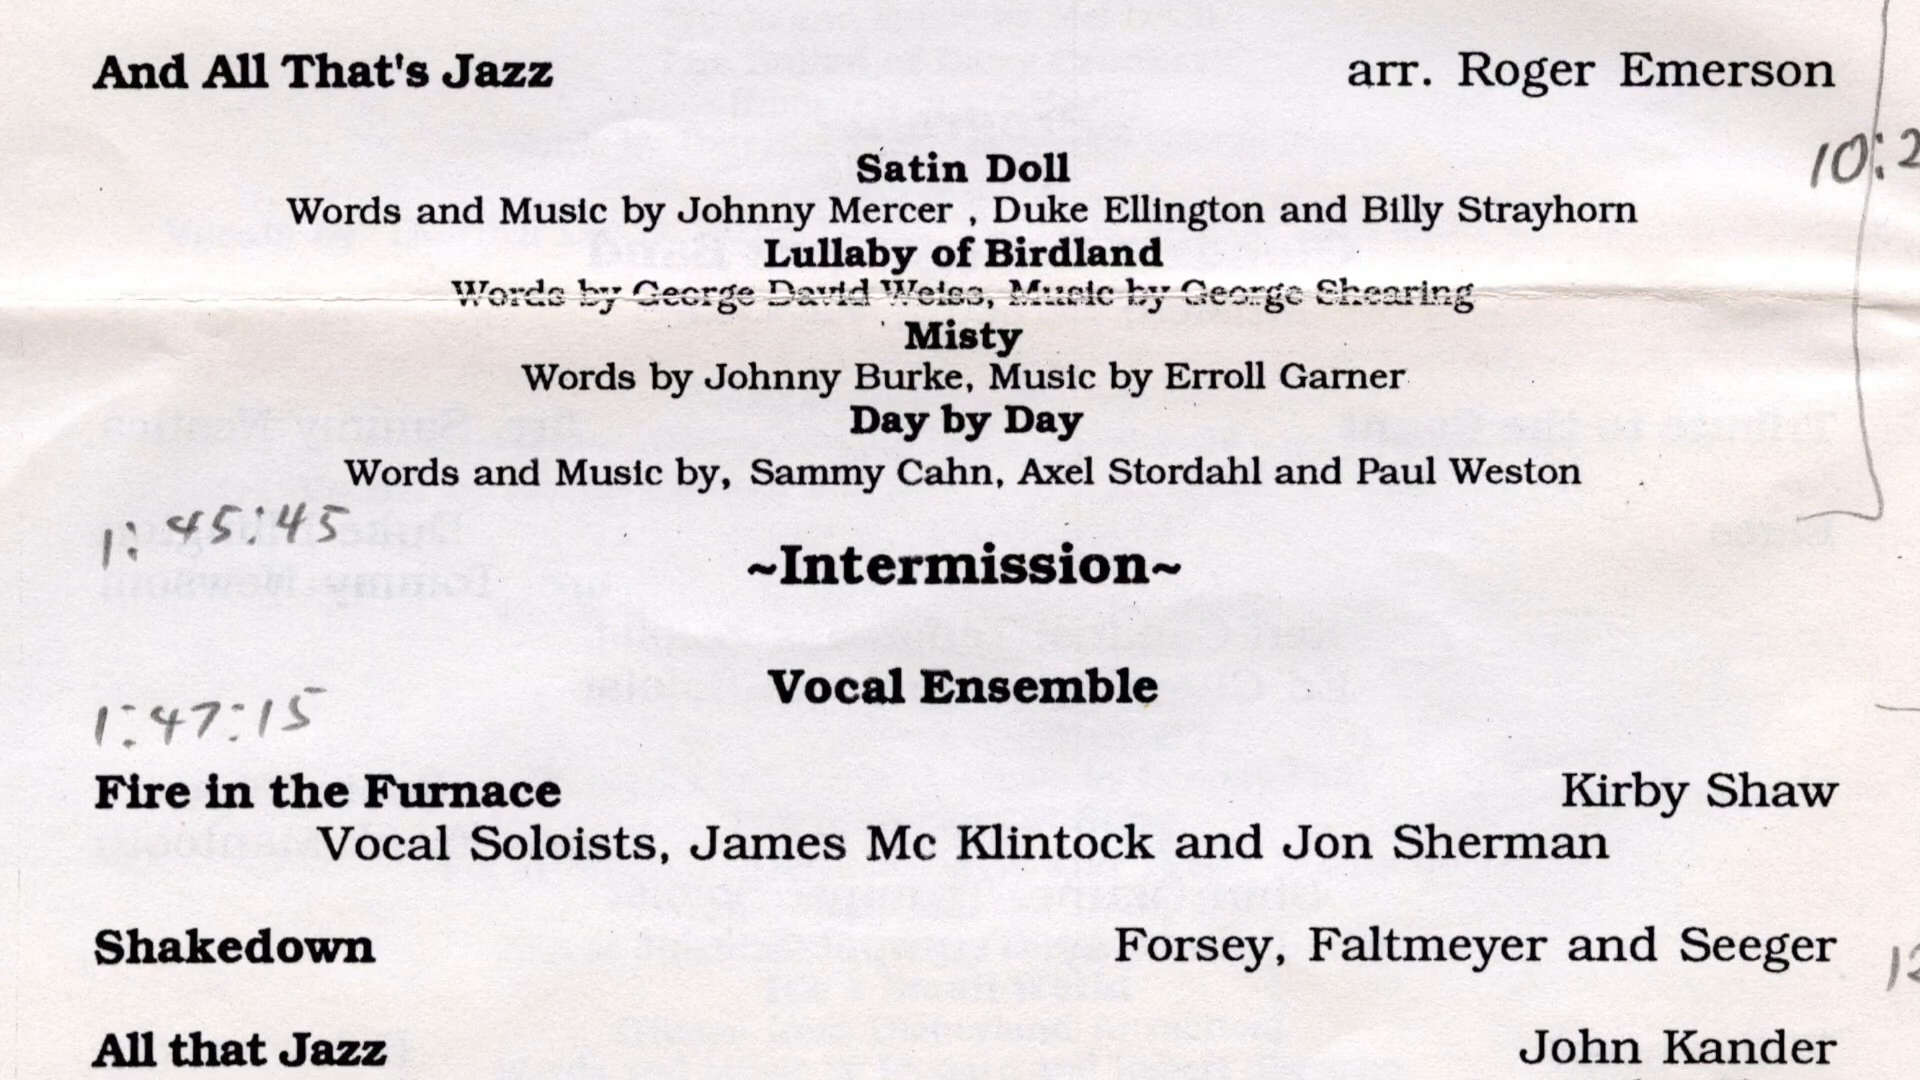 And All That's Jazz arr. Roger Emerson
10:2
Satin Doll
Words and Music by Johnny Mercer , Duke Ellington and Billy Strayhorn
Lullaby of Birdland
Words by George David Weiss, Music by George Shearing
Misty
Words by Johnny Burke, Music by Erroll Garner
Day by Day
Words and Music by, Sammy Cahn, Axel Stordahl and Paul Weston
1:45:45
~Intermission~
Vocal Ensemble
1:47:15
Fire in the Furnace Kirby Shaw
Vocal Soloists, James Mc Klintock and Jon Sherman
Shakedown Forsey, Faltmeyer and Seeger
All that Jazz John Kander